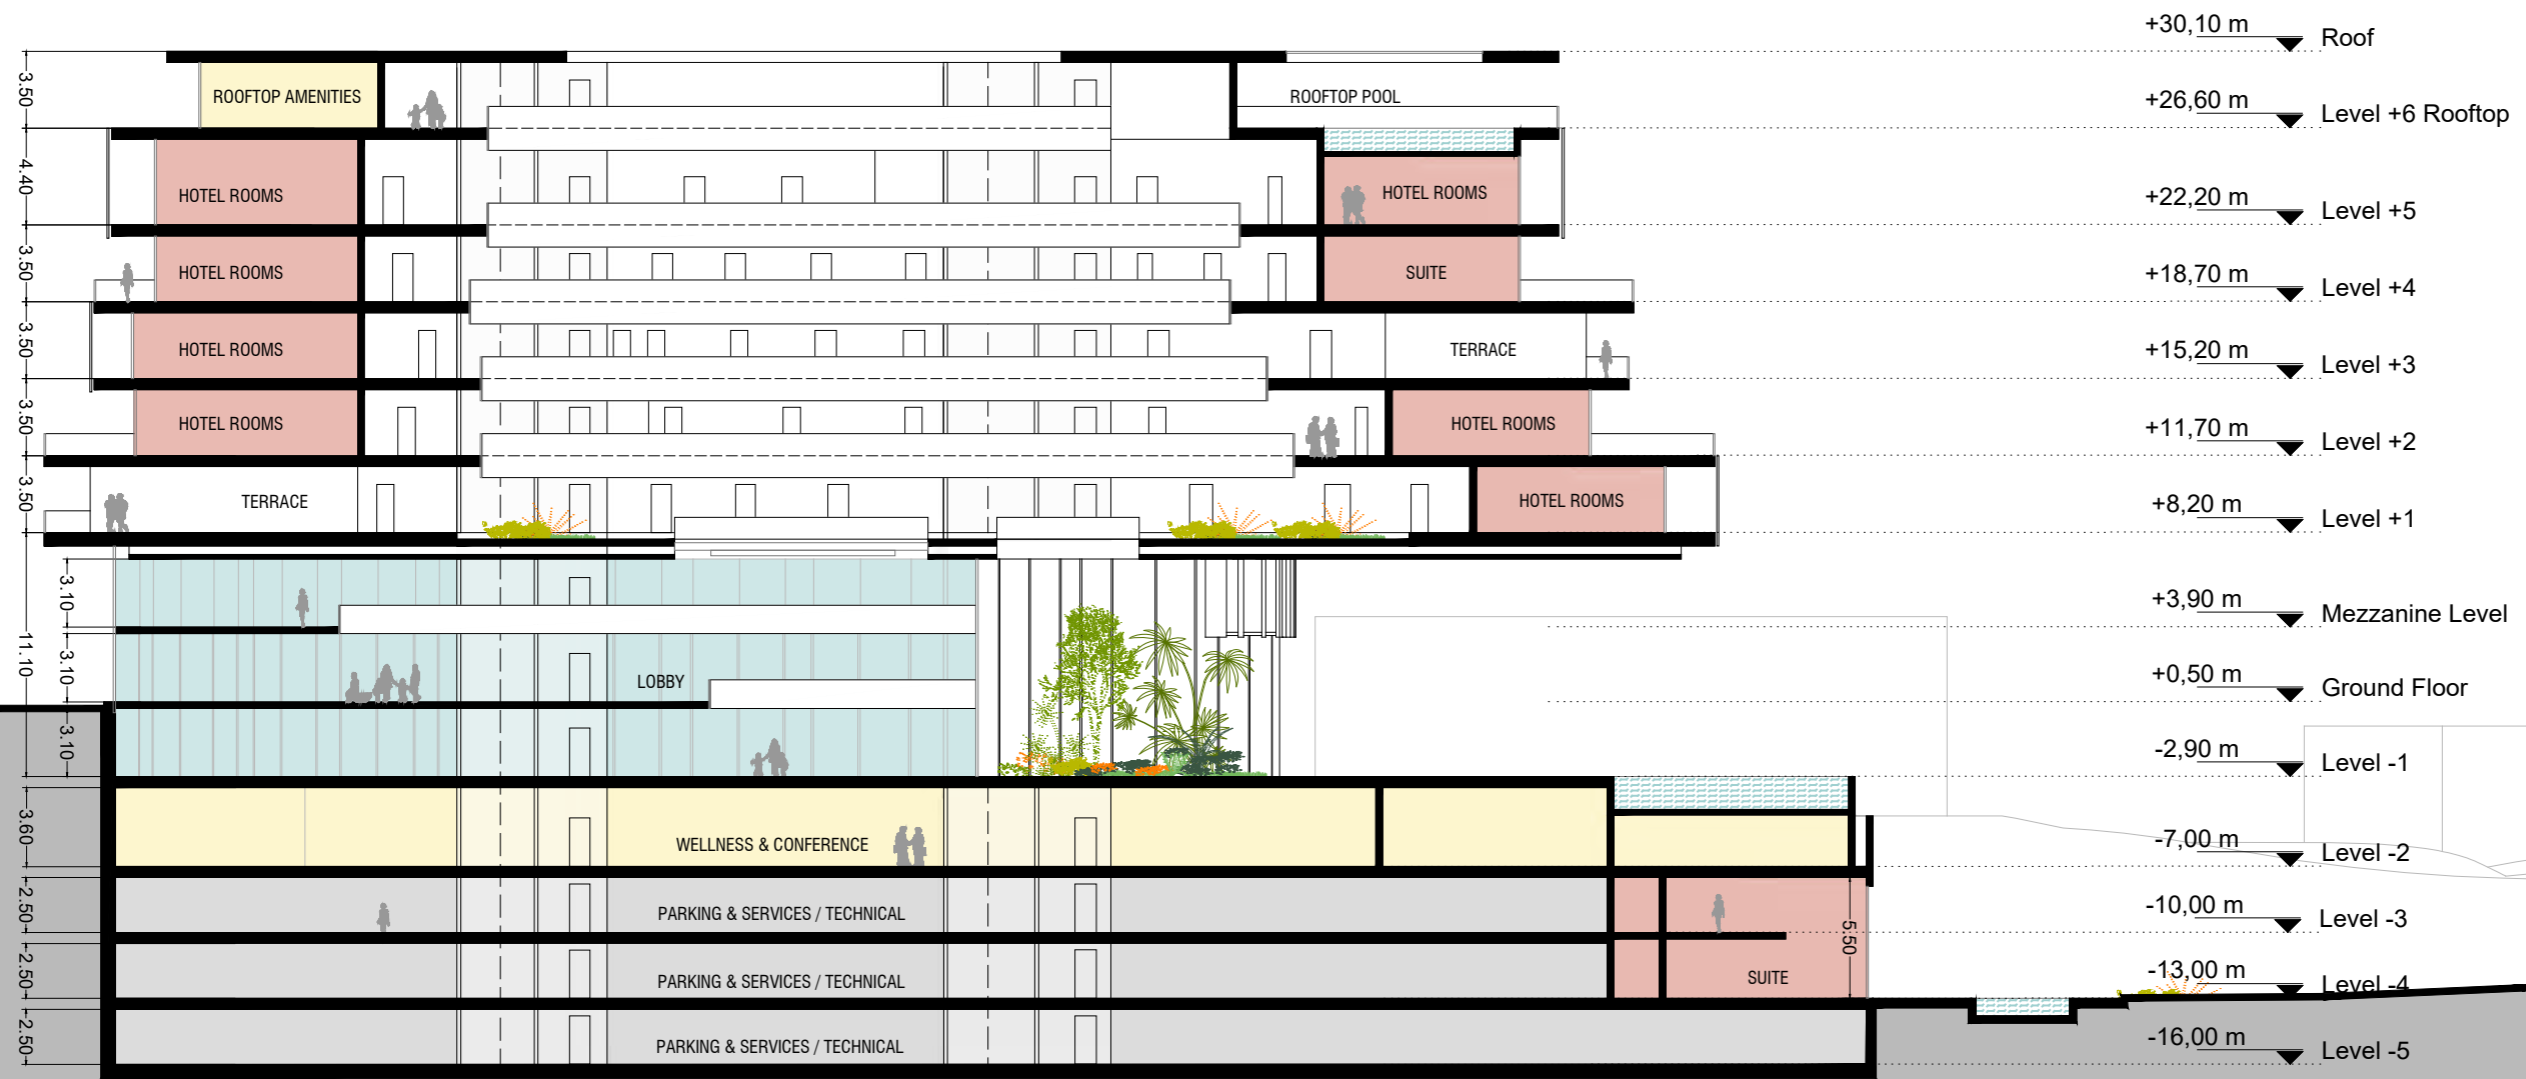 +30,10 m Roof
3.50
ROOFTOP AMENITIES
ROOFTOP POOL
+26,60 m Level +6 Rooftop
4.40
HOTEL ROOMS
HOTEL ROOMS
+22,20 m Level +5
3.50
HOTEL ROOMS
SUITE
+18,70 m Level +4
3.50
HOTEL ROOMS
TERRACE
+15,20 m Level +3
3.50
HOTEL ROOMS
HOTEL ROOMS
+11,70 m Level +2
3.50
TERRACE
HOTEL ROOMS
+8,20 m Level +1
3.10
+3,90 m Mezzanine Level
11.10
3.10
LOBBY
+0,50 m Ground Floor
3.10
-2,90 m Level -1
3.60
WELLNESS & CONFERENCE
-7,00 m Level -2
2.50
PARKING & SERVICES / TECHNICAL
5.50
-10,00 m Level -3
2.50
PARKING & SERVICES / TECHNICAL
SUITE
-13,00 m Level -4
2.50
PARKING & SERVICES / TECHNICAL
-16,00 m Level -5